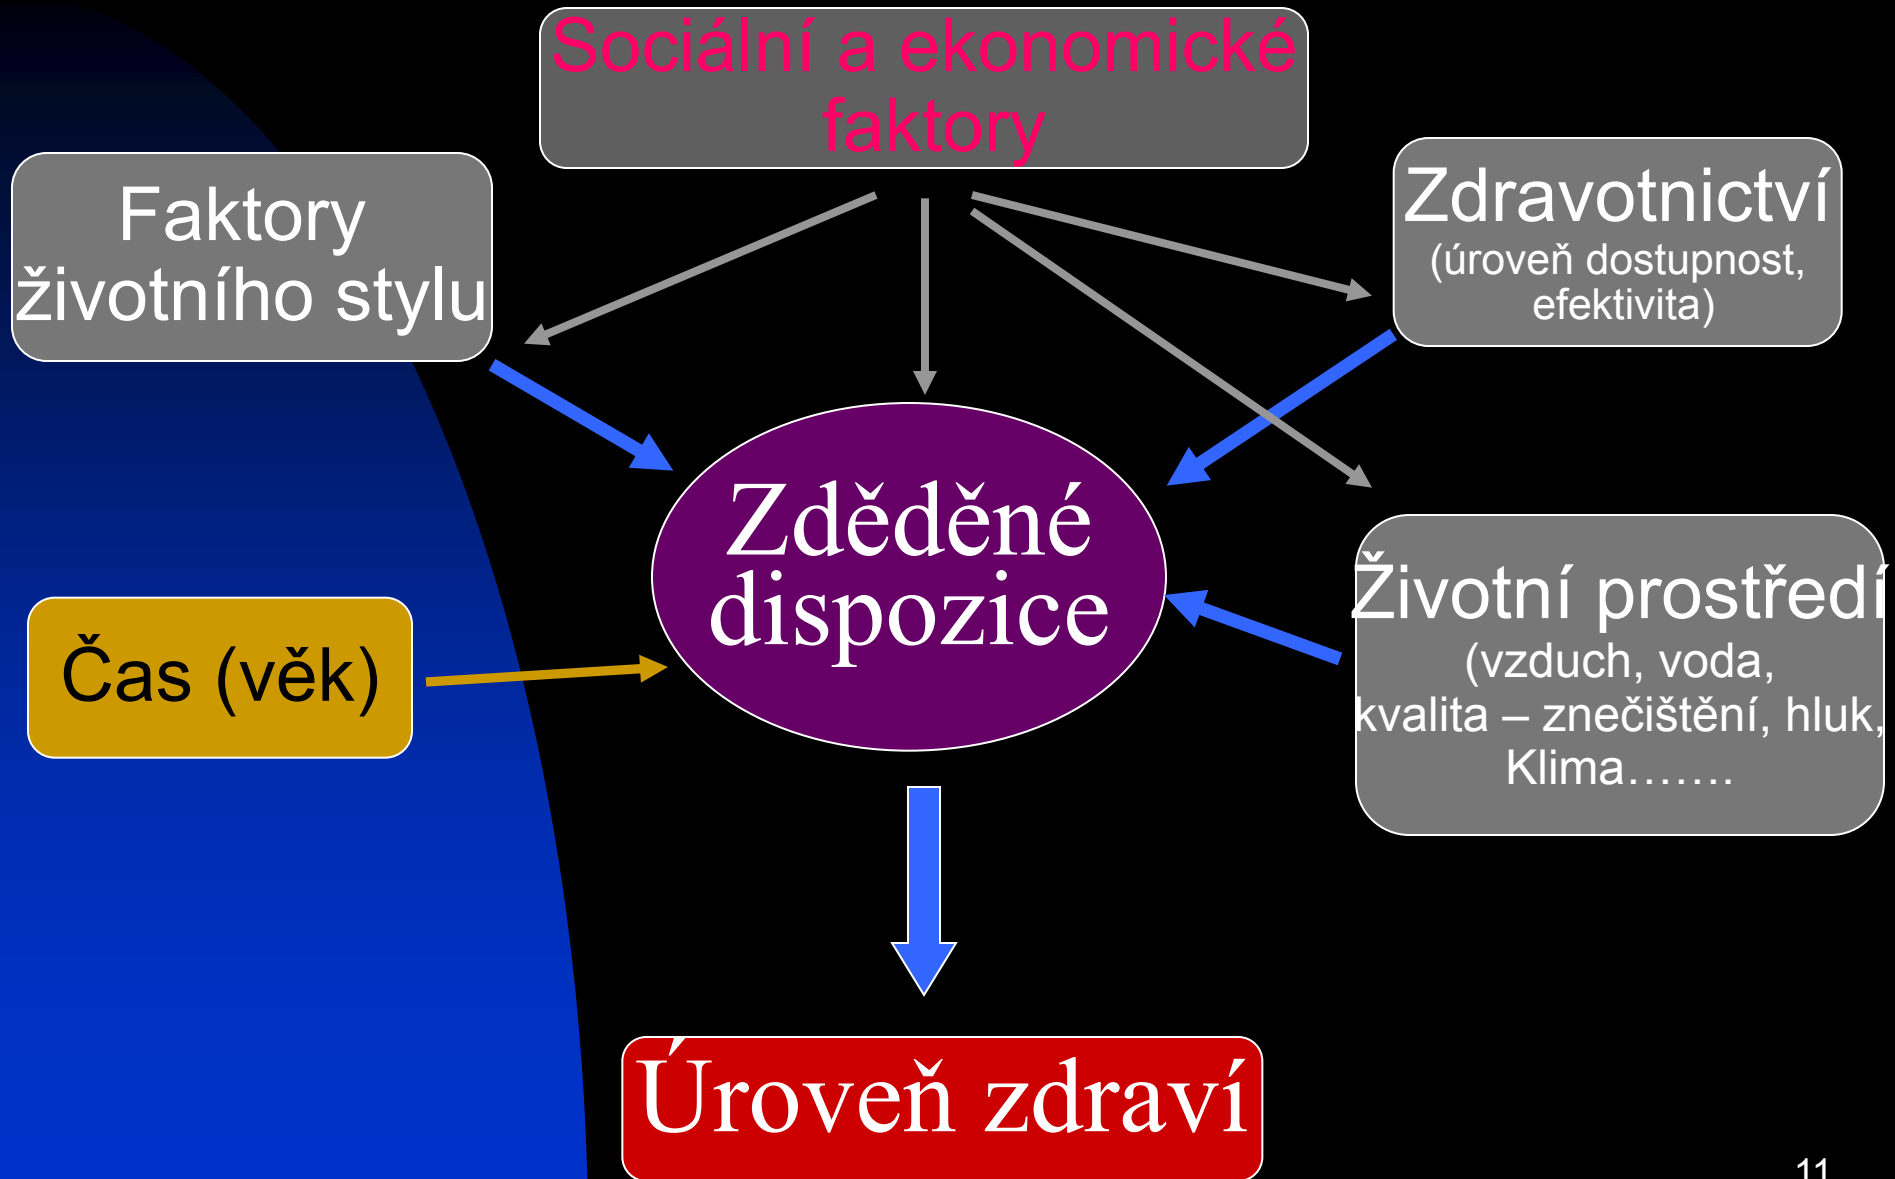 Sociální a ekonomické
faktory
Faktory
životního stylu
Zdravotnictví
(úroveň dostupnost,
efektivita)
Zděděné
dispozice
Čas (věk)
Životní prostředí
(vzduch, voda,
kvalita – znečištění, hluk,
Klima…….
Úroveň zdraví
11